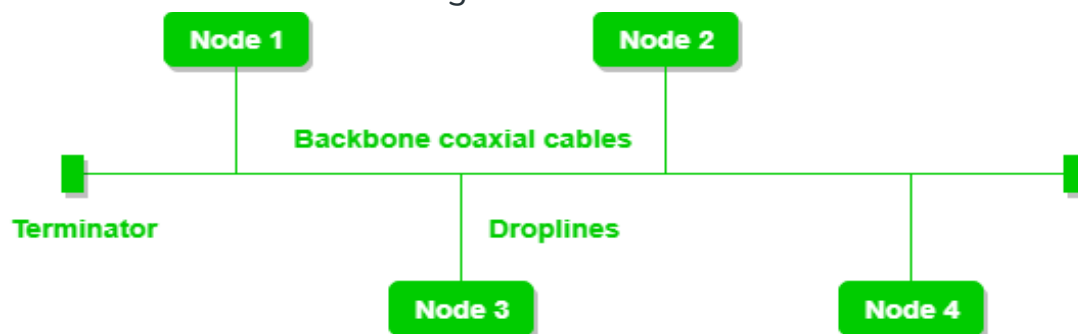 Node 1
Node 2
Backbone coaxial cables
Terminator
Droplines
Node 3
Node 4